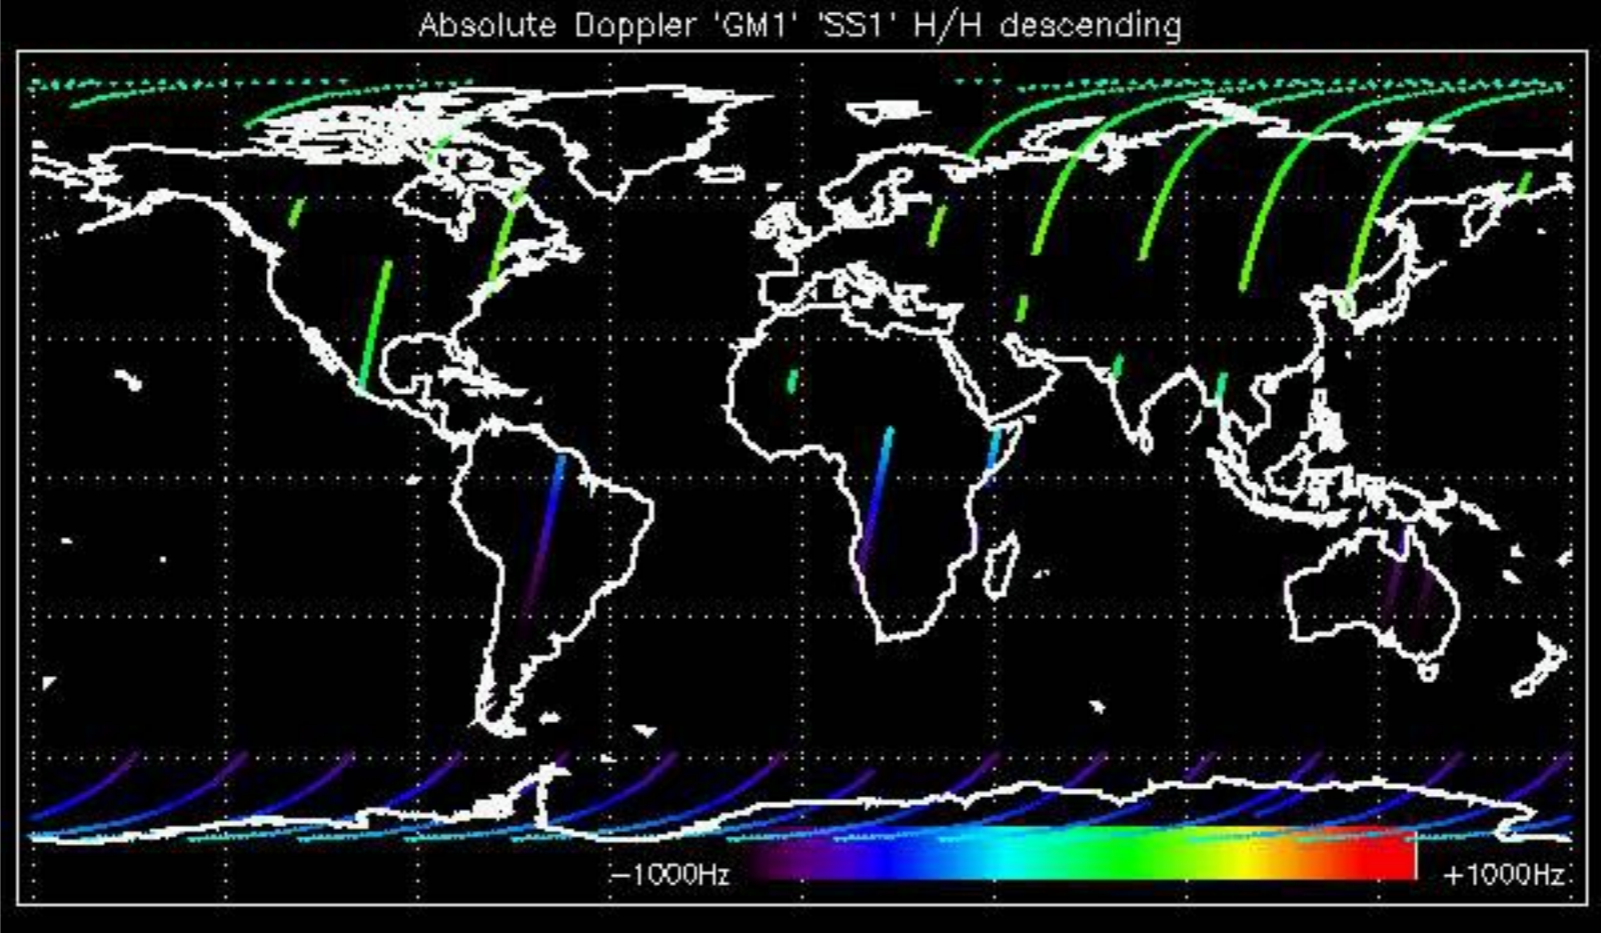 Absolute Doppler 'GM1' 'SS1' H/H descending
−1000Hz +1000Hz